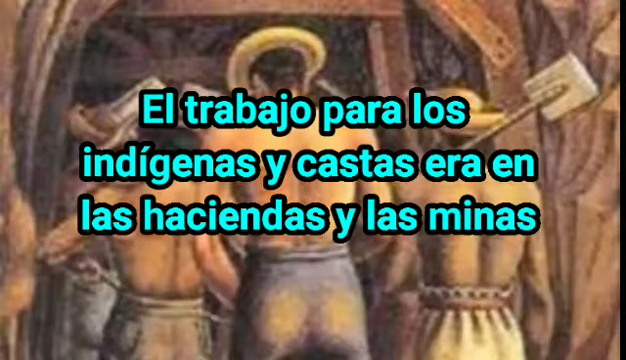 El trabajo para los
indígenas y castas era en
las haciendas y las minas